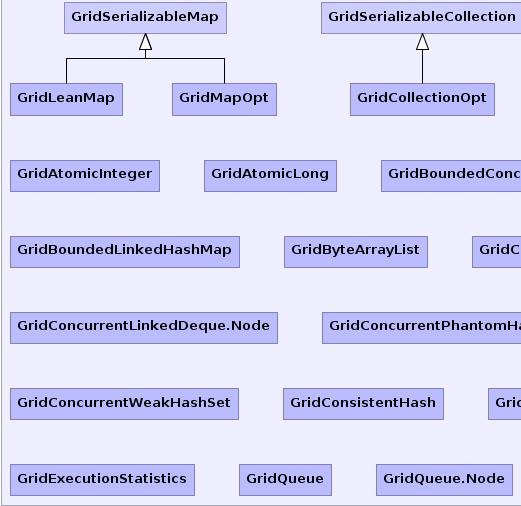 GridSerializableMap
GridSerializableCollection
GridLeanMap
GridMapOpt
GridCollectionOpt
GridAtomicInteger
GridAtomicLong
GridBoundedConc
GridBoundedLinkedHashMap
GridByteArrayList
GridC
GridConcurrentLinkedDeque.Node
GridConcurrentPhantomHa
GridConcurrentWeakHashSet
GridConsistentHash
Grid
GridExecutionStatistics
GridQueue
GridQueue.Node